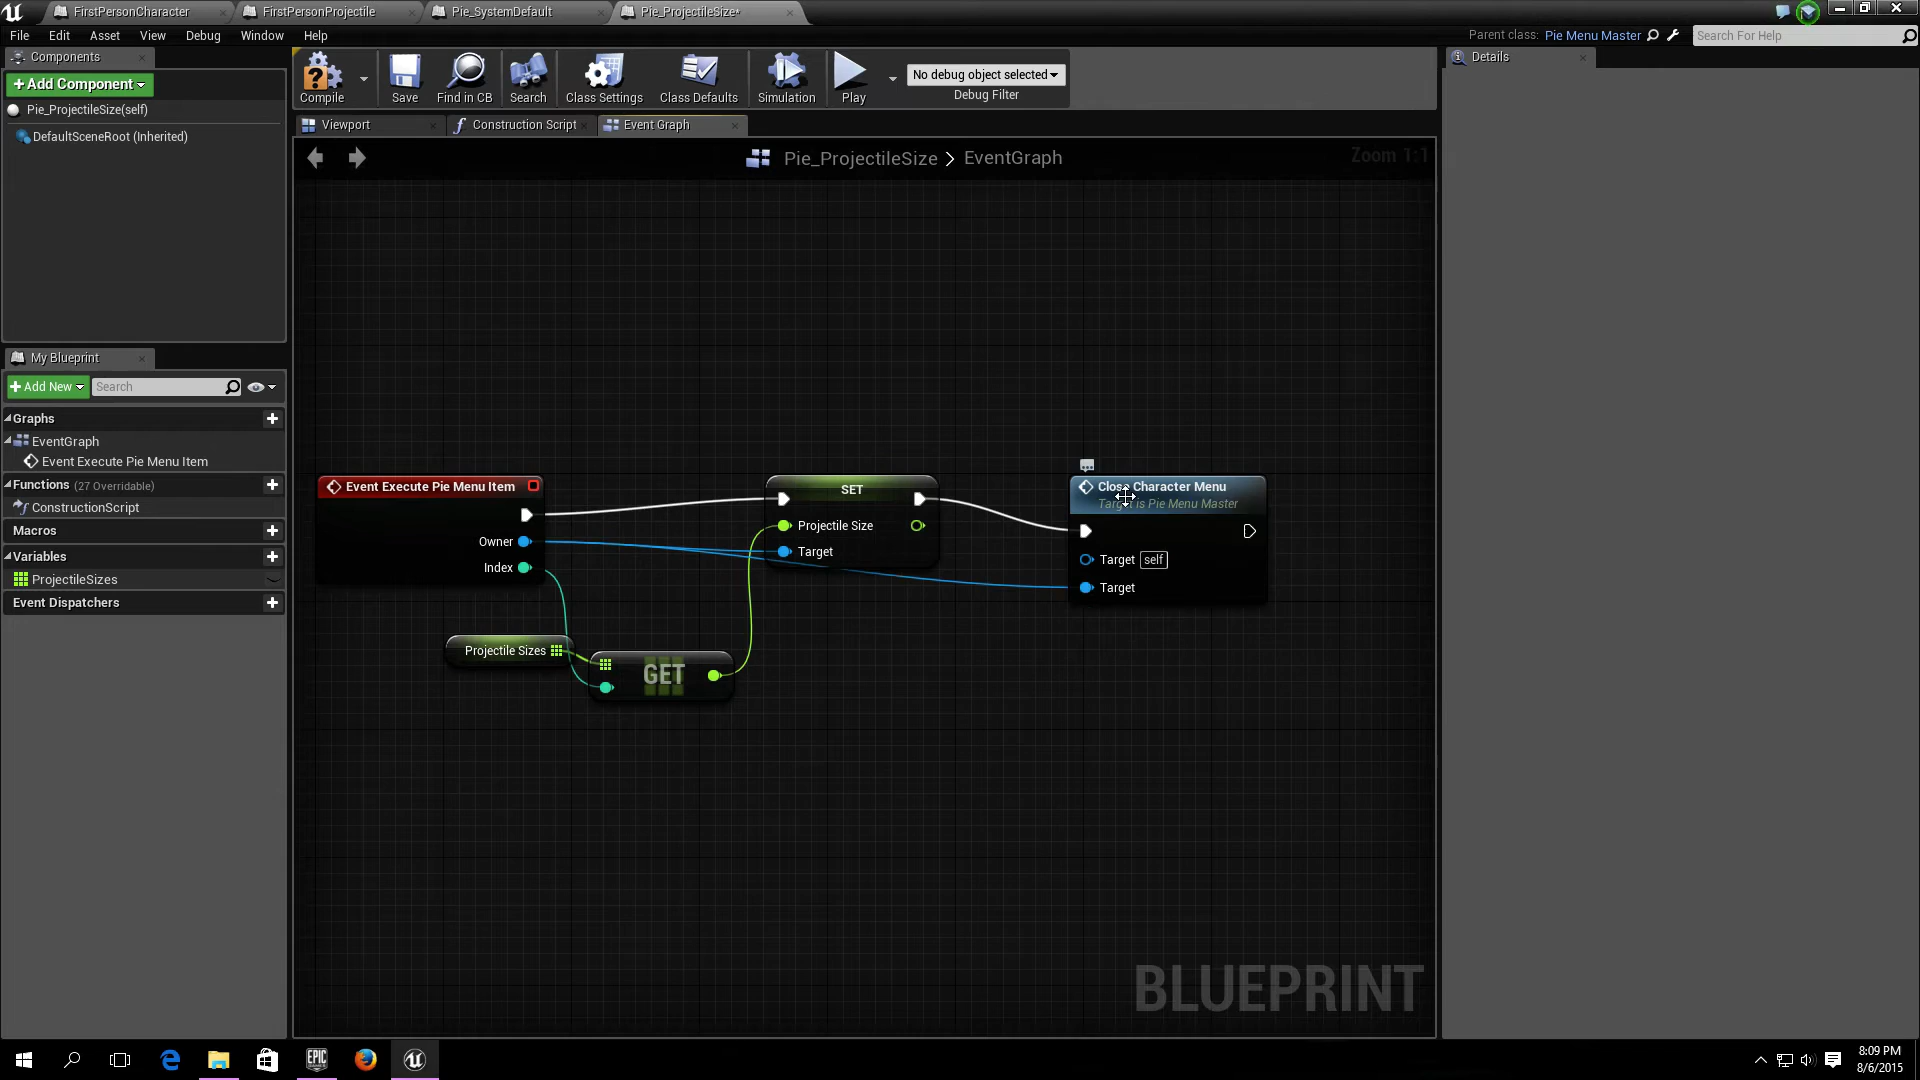 FirstPersonCharacter
FirstPersonProjectile
Pie_SystemDefault
Pie_ProjectileSize*
File Edit Asset View Debug Window Help
Parent class: Pie Menu Master
Search For Help
Components
+Add Component
Pie_ProjectileSize(self)
DefaultSceneRoot (Inherited)
Compile
Save
Find in CB
Search
Class Settings
Class Defaults
Simulation
Play
No debug object selected
Debug Filter
Details
Viewport
Construction Script
Event Graph
Pie_ProjectileSize > EventGraph
Zoom 1:1
My Blueprint
+Add New
Search
Graphs
EventGraph
Event Execute Pie Menu Item
Functions (27 Overridable)
ConstructionScript
Macros
Variables
ProjectileSizes
Event Dispatchers
Event Execute Pie Menu Item
Owner
Index
SET
Projectile Size
Target
Close Character Menu
Target is Pie Menu Master
Target self
Target
Projectile Sizes
GET
BLUEPRINT
EPIC
GAMES
8:09 PM
8/6/2015